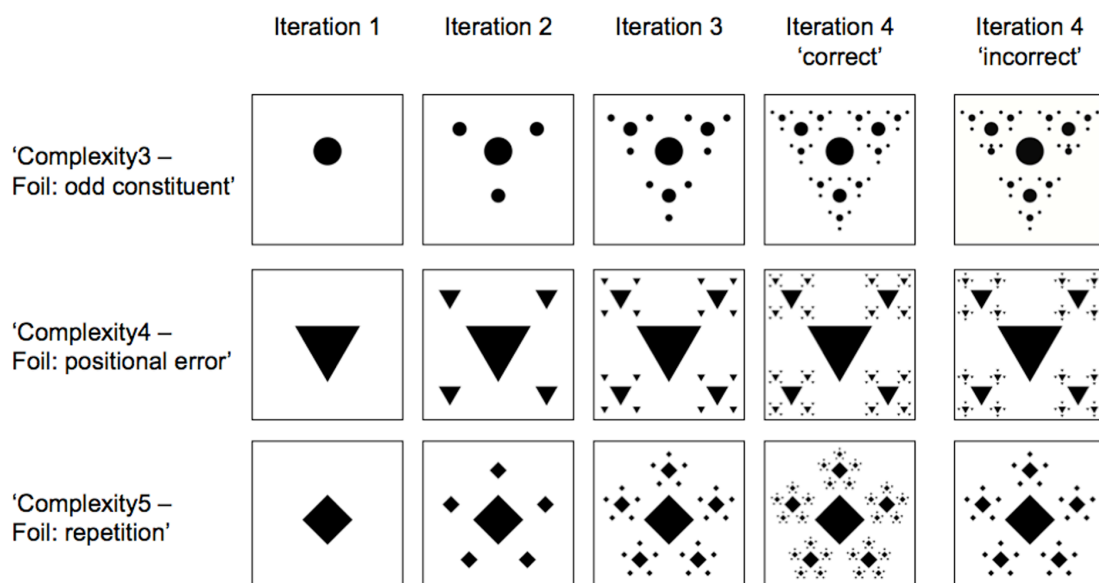 Iteration 1
Iteration 2
Iteration 3
Iteration 4
‘correct’
Iteration 4
‘incorrect’
‘Complexity3 –
Foil: odd constituent’
‘Complexity4 –
Foil: positional error’
‘Complexity5 –
Foil: repetition’